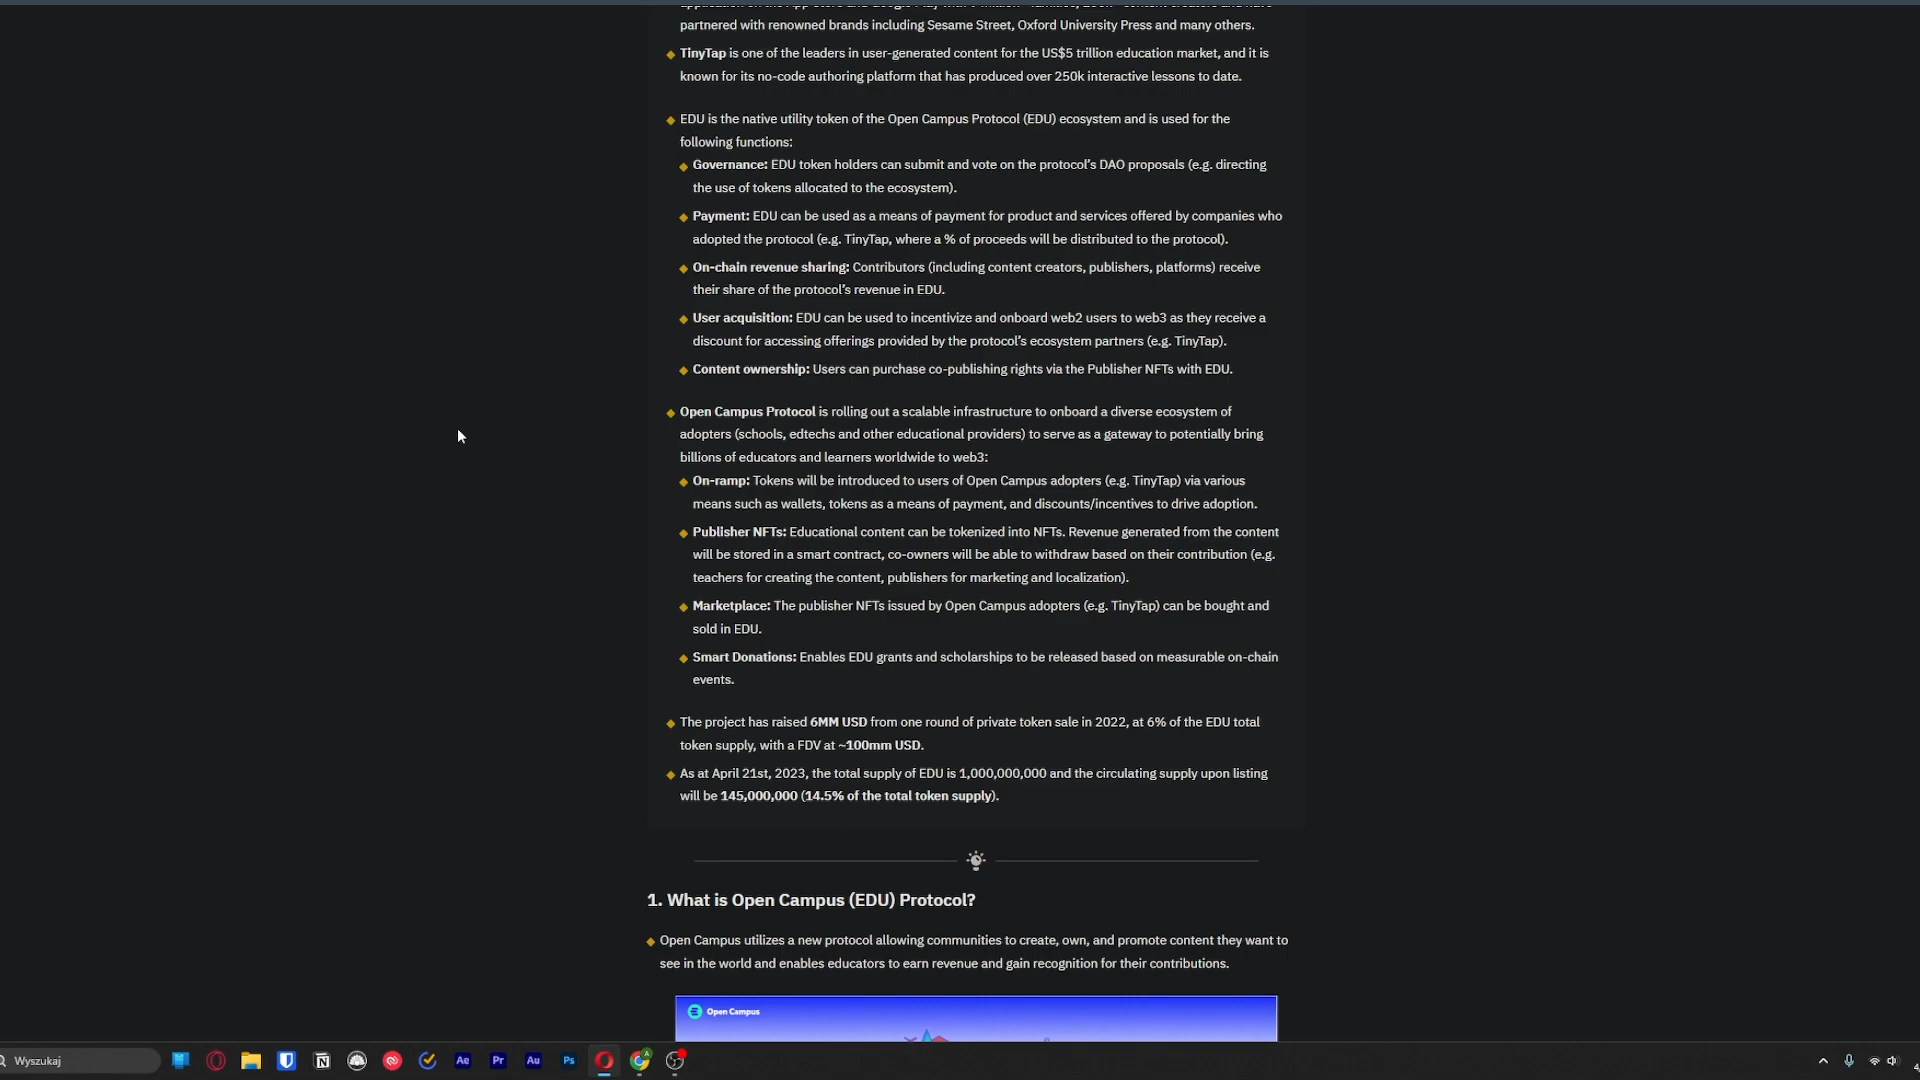 partnered with renowned brands including Sesame Street, Oxford University Press and many others.
TinyTap is one of the leaders in user-generated content for the US$5 trillion education market, and it is
known for its no-code authoring platform that has produced over 250k interactive lessons to date.
EDU is the native utility token of the Open Campus Protocol (EDU) ecosystem and is used for the
following functions:
Governance: EDU token holders can submit and vote on the protocol's DAO proposals (e.g. directing
the use of tokens allocated to the ecosystem).
Payment: EDU can be used as a means of payment for product and services offered by companies who
adopted the protocol (e.g. TinyTap, where a % of proceeds will be distributed to the protocol).
On-chain revenue sharing: Contributors (including content creators, publishers, platforms) receive
their share of the protocol's revenue in EDU.
User acquisition: EDU can be used to incentivize and onboard web2 users to web3 as they receive a
discount for accessing offerings provided by the protocol's ecosystem partners (e.g. TinyTap).
Content ownership: Users can purchase co-publishing rights via the Publisher NFTs with EDU.
Open Campus Protocol is rolling out a scalable infrastructure to onboard a diverse ecosystem of
adopters (schools, edtechs and other educational providers) to serve as a gateway to potentially bring
billions of educators and learners worldwide to web3:
On-ramp: Tokens will be introduced to users of Open Campus adopters (e.g. TinyTap) via various
means such as wallets, tokens as a means of payment, and discounts/incentives to drive adoption.
Publisher NFTs: Educational content can be tokenized into NFTs. Revenue generated from the content
will be stored in a smart contract, co-owners will be able to withdraw based on their contribution (e.g.
teachers for creating the content, publishers for marketing and localization).
Marketplace: The publisher NFTs issued by Open Campus adopters (e.g. TinyTap) can be bought and
sold in EDU.
Smart Donations: Enables EDU grants and scholarships to be released based on measurable on-chain
events.
The project has raised 6MM USD from one round of private token sale in 2022, at 6% of the EDU total
token supply, with a FDV at ~100mm USD.
As at April 21st, 2023, the total supply of EDU is 1,000,000,000 and the circulating supply upon listing
will be 145,000,000 (14.5% of the total token supply).
1. What is Open Campus (EDU) Protocol?
Open Campus utilizes a new protocol allowing communities to create, own, and promote content they want to
see in the world and enables educators to earn revenue and gain recognition for their contributions.
Open Campus
Wyszukaj
Ae
Pr
Au
Ps